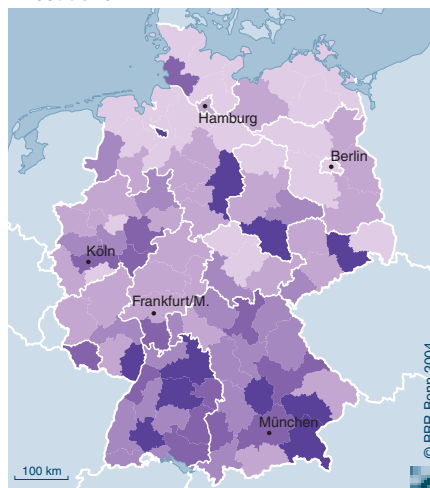 Hamburg
Berlin
Köln
Frankfurt/M.
München
100 km
© BBR Bonn 2004